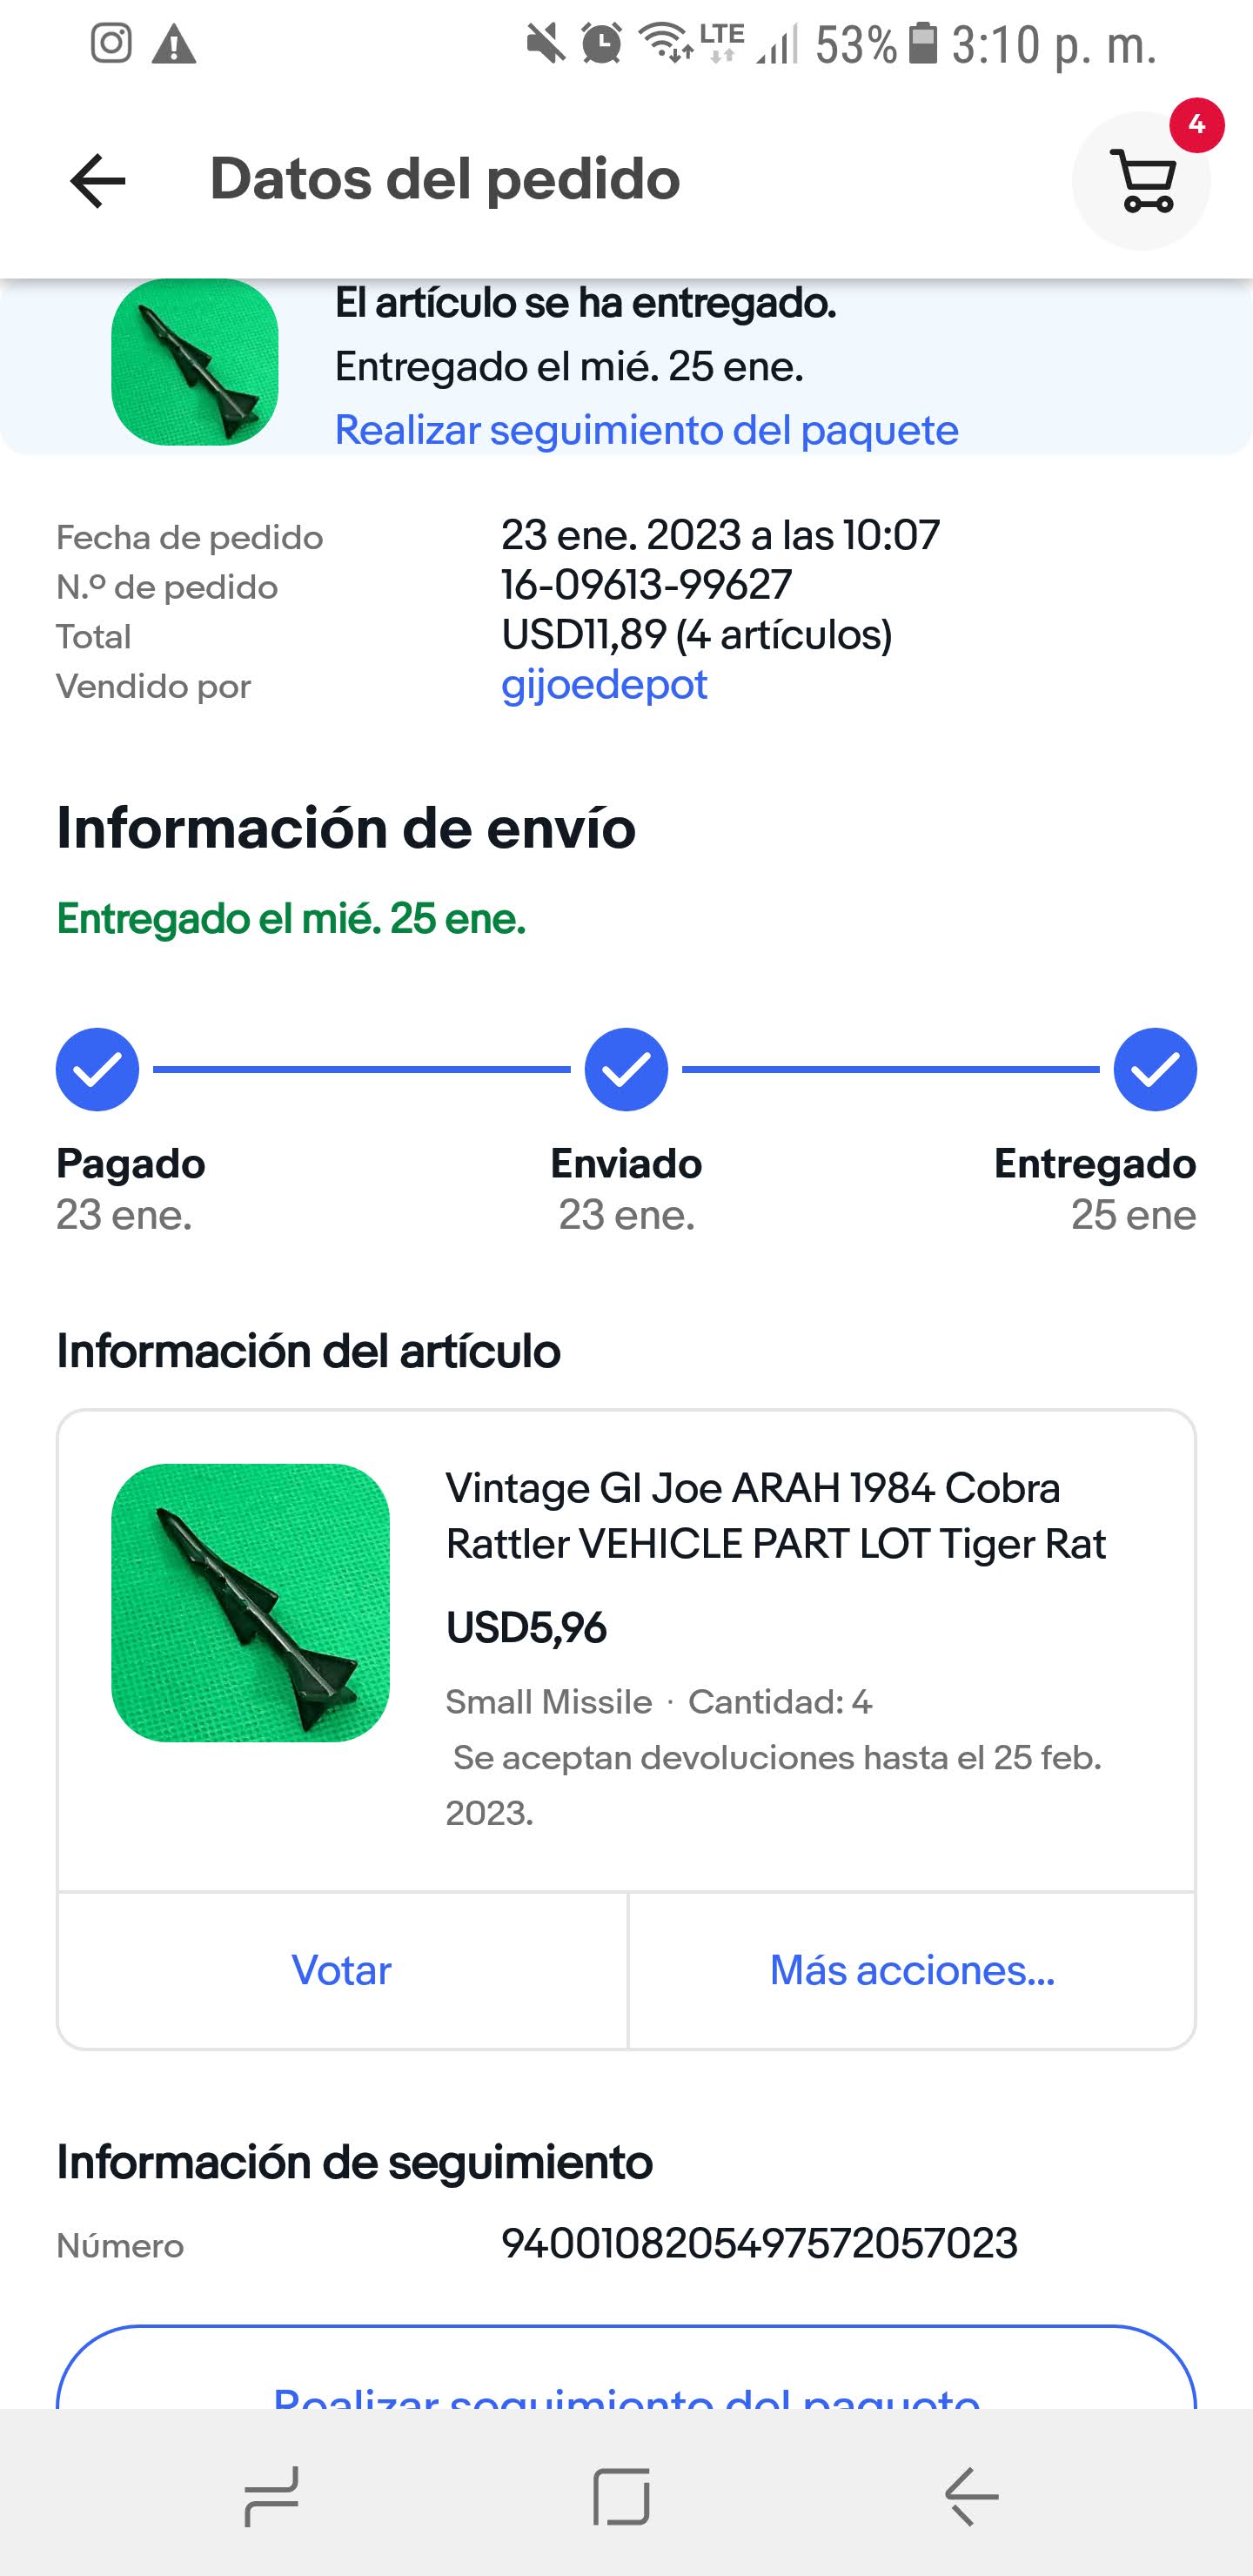 LTE 53% 3:10 p. m.
4
Datos del pedido
El artículo se ha entregado.
Entregado el mié. 25 ene.
Realizar seguimiento del paquete
Fecha de pedido 23 ene. 2023 a las 10:07
N.º de pedido 16-09613-99627
Total USD11,89 (4 artículos)
Vendido por gijoedepot
Información de envío
Entregado el mié. 25 ene.
Pagado Enviado Entregado
23 ene. 23 ene. 25 ene
Información del artículo
Vintage GI Joe ARAH 1984 Cobra
Rattler VEHICLE PART LOT Tiger Rat
USD5,96
Small Missile · Cantidad: 4
Se aceptan devoluciones hasta el 25 feb.
2023.
Votar Más acciones...
Información de seguimiento
Número 9400108205497572057023
Realizar seguimiento del paquete